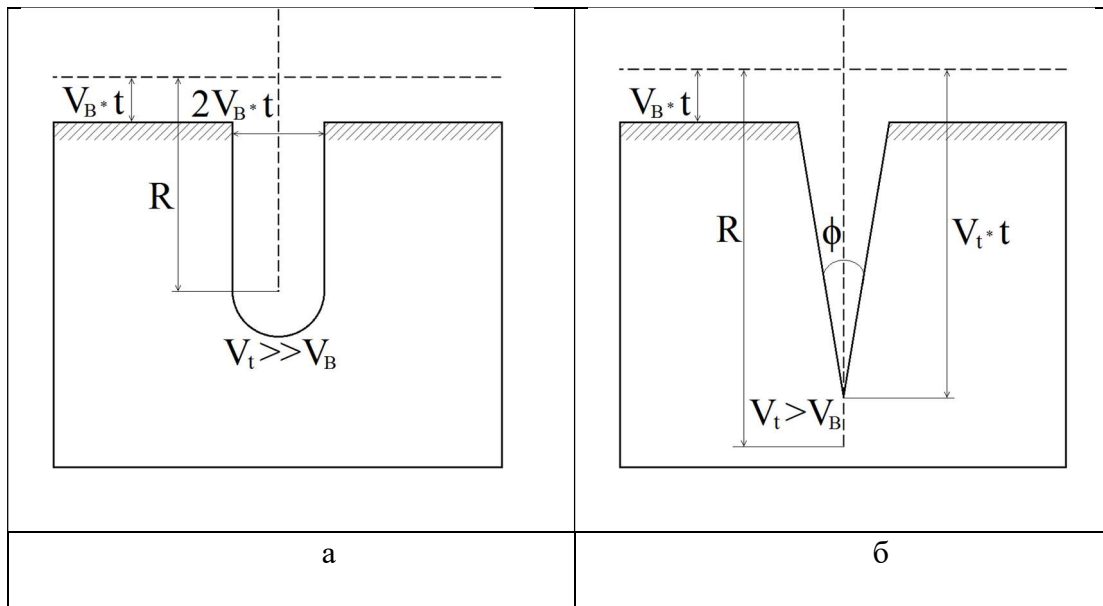 V_B* t
2V_B* t
R
V_t>>V_B
V_B* t
R
ϕ
V_t* t
V_t>V_B
а
б